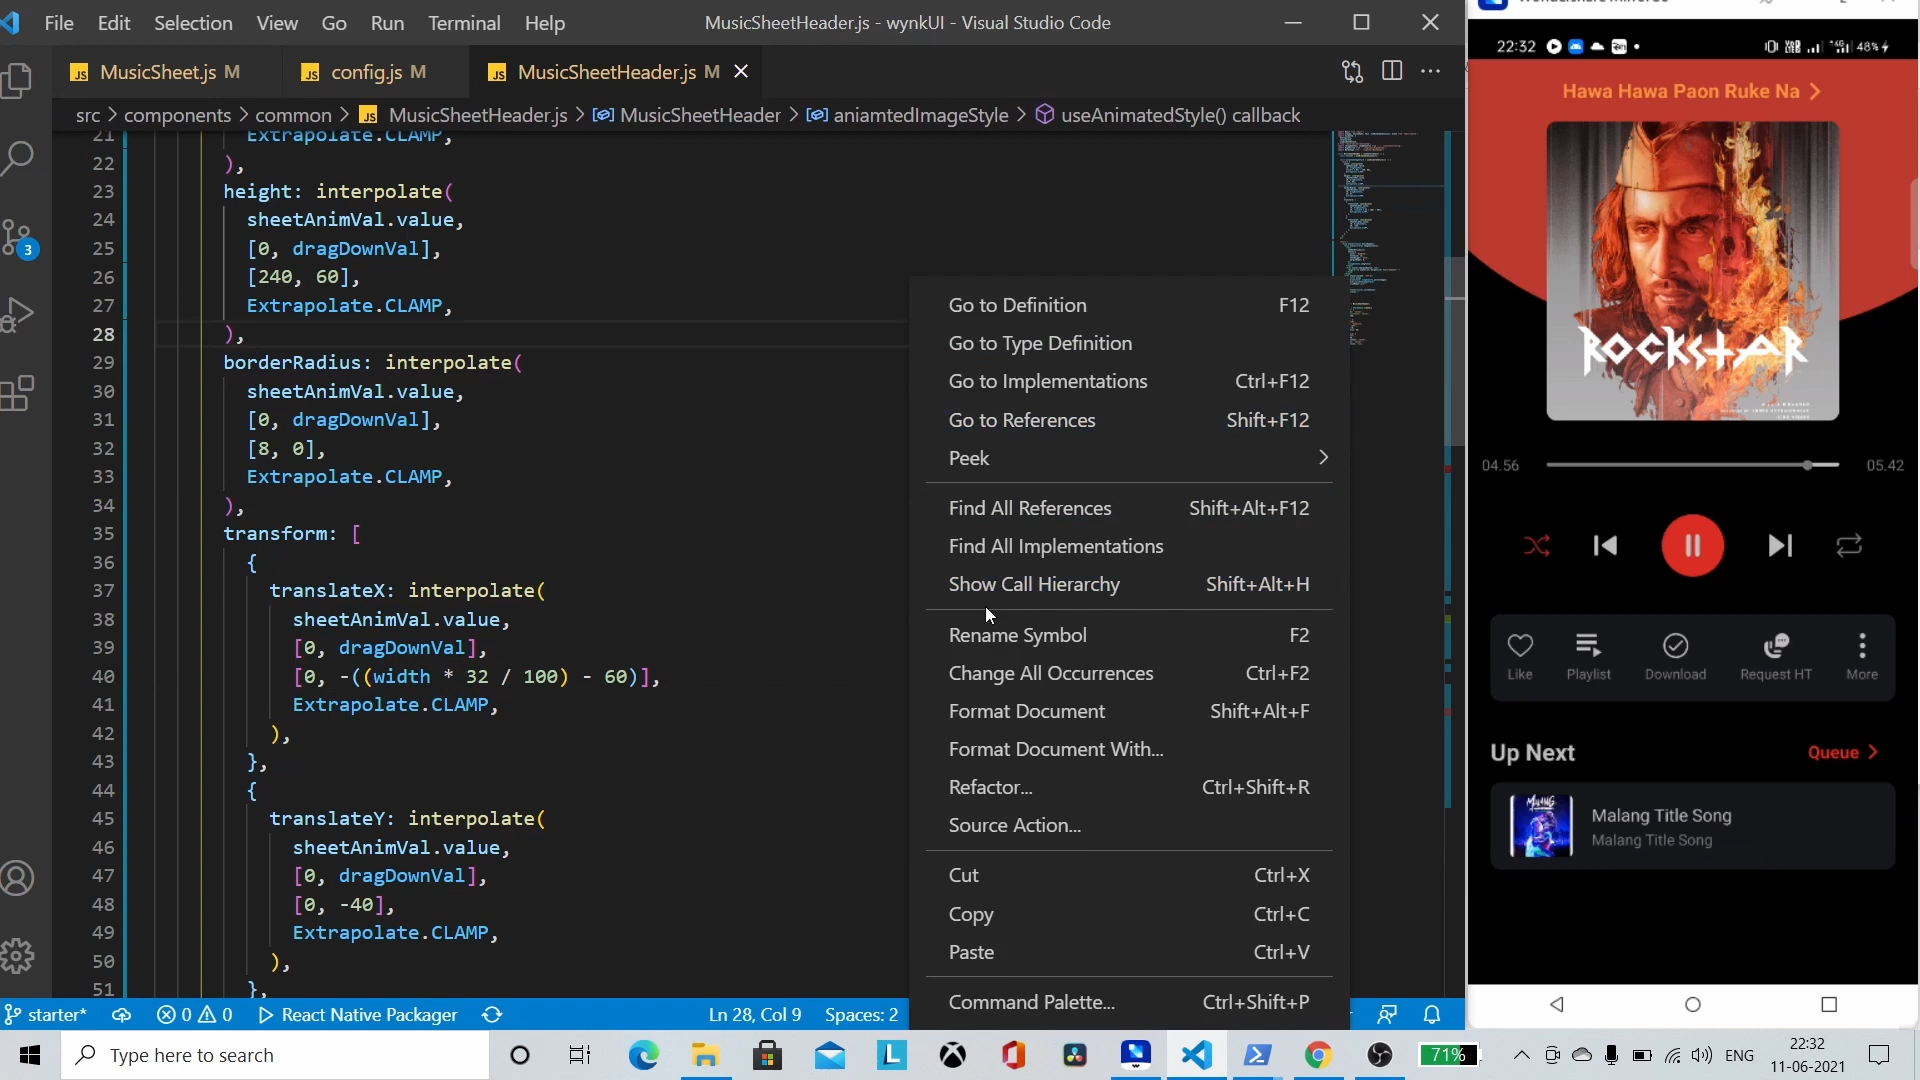 File Edit Selection View Go Run Terminal Help
MusicSheetHeader.js - wynkUI - Visual Studio Code
JS MusicSheet.js M
JS config.js M
JS MusicSheetHeader.js M
src > components > common > JS MusicSheetHeader.js > MusicSheetHeader > aniamtedImageStyle > useAnimatedStyle() callback
21 Extrapolate.CLAMP,
22 ),
23 height: interpolate(
24 sheetAnimVal.value,
25 [0, dragDownVal],
26 [240, 60],
27 Extrapolate.CLAMP,
28 ),
29 borderRadius: interpolate(
30 sheetAnimVal.value,
31 [0, dragDownVal],
32 [8, 0],
33 Extrapolate.CLAMP,
34 ),
35 transform: [
36 {
37 translateX: interpolate(
38 sheetAnimVal.value,
39 [0, dragDownVal],
40 [0, -((width * 32 / 100) - 60)],
41 Extrapolate.CLAMP,
42 ),
43 },
44 {
45 translateY: interpolate(
46 sheetAnimVal.value,
47 [0, dragDownVal],
48 [0, -40],
49 Extrapolate.CLAMP,
50 ),
51 },
3
Go to Definition F12
Go to Type Definition
Go to Implementations Ctrl+F12
Go to References Shift+F12
Peek
Find All References Shift+Alt+F12
Find All Implementations
Show Call Hierarchy Shift+Alt+H
Rename Symbol F2
Change All Occurrences Ctrl+F2
Format Document Shift+Alt+F
Format Document With...
Refactor... Ctrl+Shift+R
Source Action...
Cut Ctrl+X
Copy Ctrl+C
Paste Ctrl+V
Command Palette... Ctrl+Shift+P
starter* 0 0 React Native Packager Ln 28, Col 9 Spaces: 2
22:32 48%
Hawa Hawa Paon Ruke Na >
ROCKSTAR
04.56 05.42
Like Playlist Download Request HT More
Up Next Queue >
MALANG
Malang Title Song
Malang Title Song
Type here to search
L
71%
ENG
22:32
11-06-2021